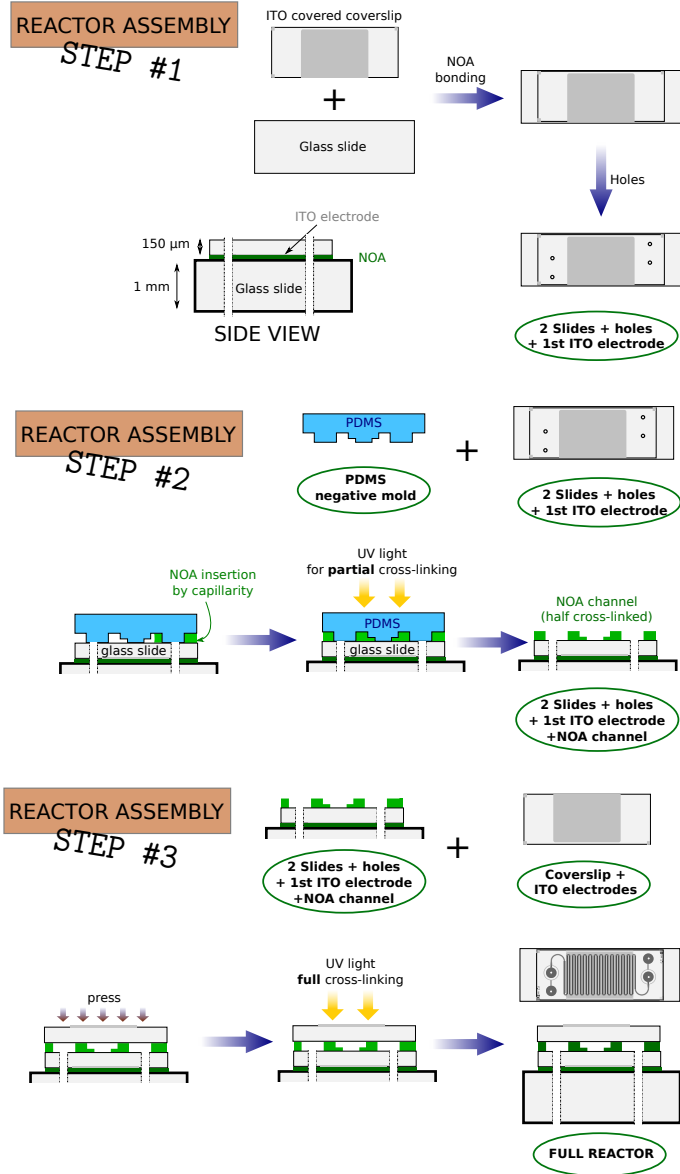 REACTOR ASSEMBLY
STEP #1
ITO covered coverslip
+
Glass slide
NOA
bonding
Holes
ITO electrode
150 µm
NOA
1 mm
Glass slide
SIDE VIEW
2 Slides + holes
+ 1st ITO electrode
REACTOR ASSEMBLY
STEP #2
PDMS
PDMS
negative mold
+
2 Slides + holes
+ 1st ITO electrode
NOA insertion
by capillarity
glass slide
UV light
for partial cross-linking
PDMS
glass slide
NOA channel
(half cross-linked)
2 Slides + holes
+ 1st ITO electrode
+NOA channel
REACTOR ASSEMBLY
STEP #3
2 Slides + holes
+ 1st ITO electrode
+NOA channel
+
Coverslip +
ITO electrodes
press
UV light
full cross-linking
FULL REACTOR